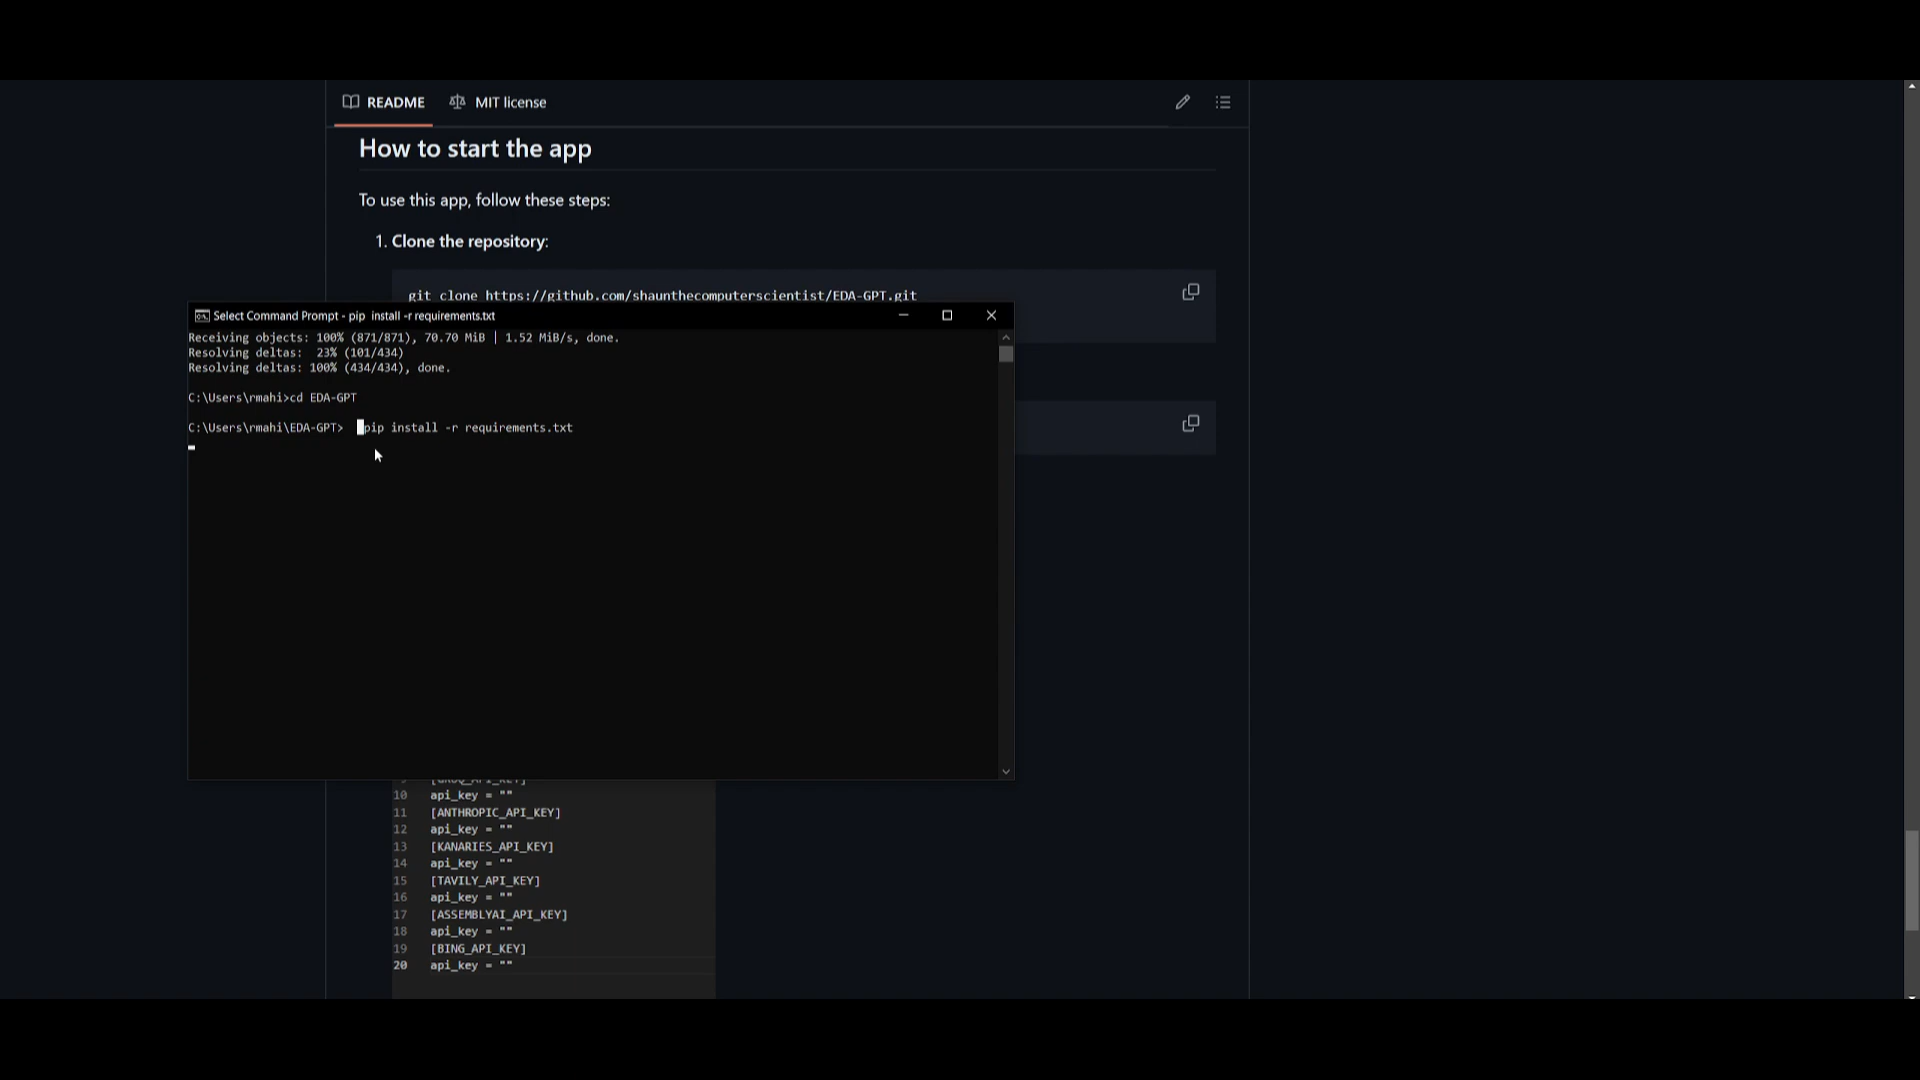 README
MIT license
How to start the app
To use this app, follow these steps:
1. Clone the repository:
git clone https://github.com/shaunthecomputerscientist/EDA-GPT.git
Select Command Prompt - pip  install -r requirements.txt
Receiving objects: 100% (871/871), 70.70 MiB | 1.52 MiB/s, done.
Resolving deltas:  23% (101/434)
Resolving deltas: 100% (434/434), done.
C:\Users\rmahi>cd EDA-GPT
C:\Users\rmahi\EDA-GPT>  pip install -r requirements.txt
[GROQ_API_KEY]
10 api_key = ""
11 [ANTHROPIC_API_KEY]
12 api_key = ""
13 [KANARIES_API_KEY]
14 api_key = ""
15 [TAVILY_API_KEY]
16 api_key = ""
17 [ASSEMBLYAI_API_KEY]
18 api_key = ""
19 [BING_API_KEY]
20 api_key = ""